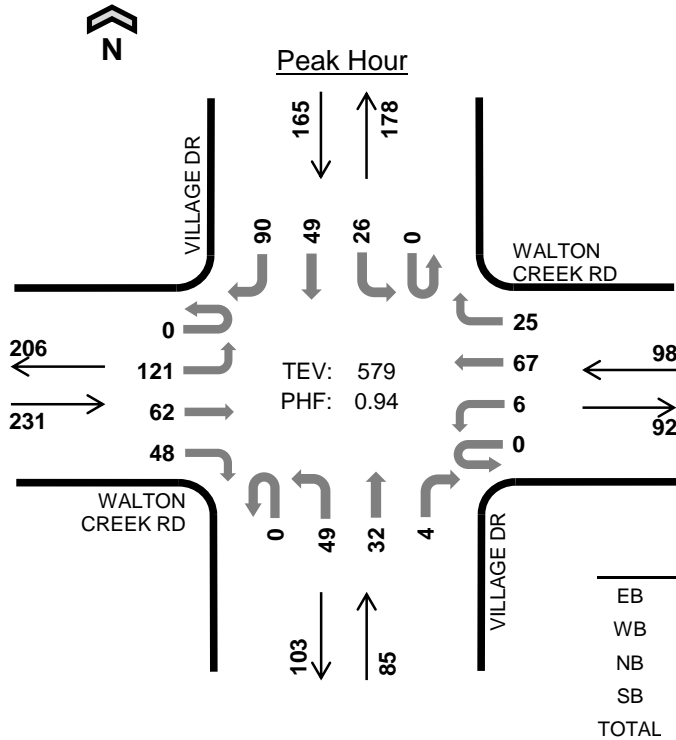 N
Peak Hour
165
178
VILLAGE DR
90
49
26
0
WALTON
CREEK RD
0
25
206
121
TEV: 579
67
98
231
62
PHF: 0.94
6
92
48
0
WALTON
CREEK RD
0
49
32
4
VILLAGE DR
103
85
EB
WB
NB
SB
TOTAL